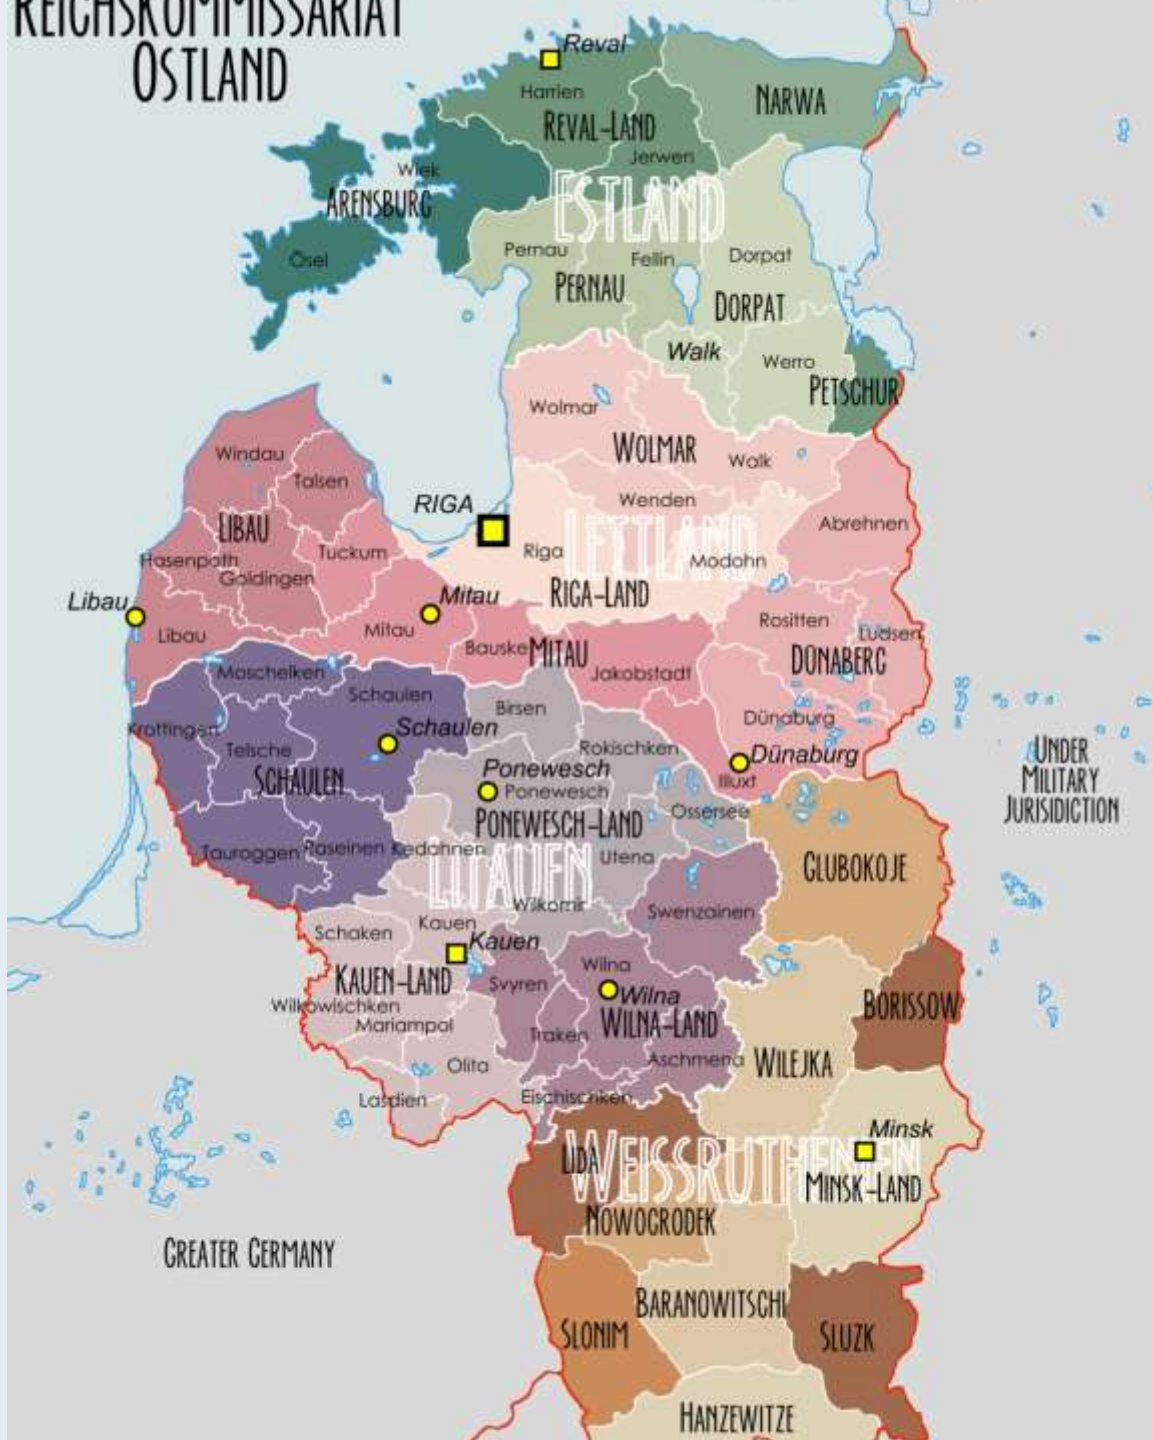 REICHSKOMMISSARIAT
OSTLAND
Reval
Harrien
REVAL-LAND
NARWA
Jerwen
Wiek
ARENSBURG
ESTLAND
Ösel
Pernau
Fellin
Dorpat
PERNAU
DORPAT
Walk
Werro
PETSCHUR
Wolmar
WOLMAR
Walk
Windau
Talsen
RIGA
Wenden
LETTLAND
Abrehnen
LIBAU
Tuckum
Riga
Modohn
Hasenpoth
Goldingen
RIGA-LAND
Libau
Mitau
Rositten
Ludsen
Libau
Mitau
Bauske
MITAU
DÜNABERG
Jakobstadt
Moscheiken
Schaulen
Birsen
Dünaburg
Krottingen
Schaulen
Telsche
Rokischken
Dünaburg
SCHAULEN
Ponewesch
Illuxt
Ponewesch
Ossersee
PONEWESCH-LAND
UNDER
MILITARY
JURISIDICTION
Tauroggen
Raseinen
Kedahnen
Utena
LITAUEN
GLUBOKOJE
Wilkomir
Swenzainen
Schaken
Kauen
Kauen
Wilna
KAUEN-LAND
Svyren
Wilna
BORISSOW
Wilkowischken
Mariampol
Traken
WILNA-LAND
Aschmena
WILEJKA
Olita
Lasdien
Eischischken
Minsk
LIDA
WEISSRUTHENIEN
MINSK-LAND
NOWOGRODEK
GREATER GERMANY
BARANOWITSCHI
SLONIM
SLUZK
HANZEWITZE